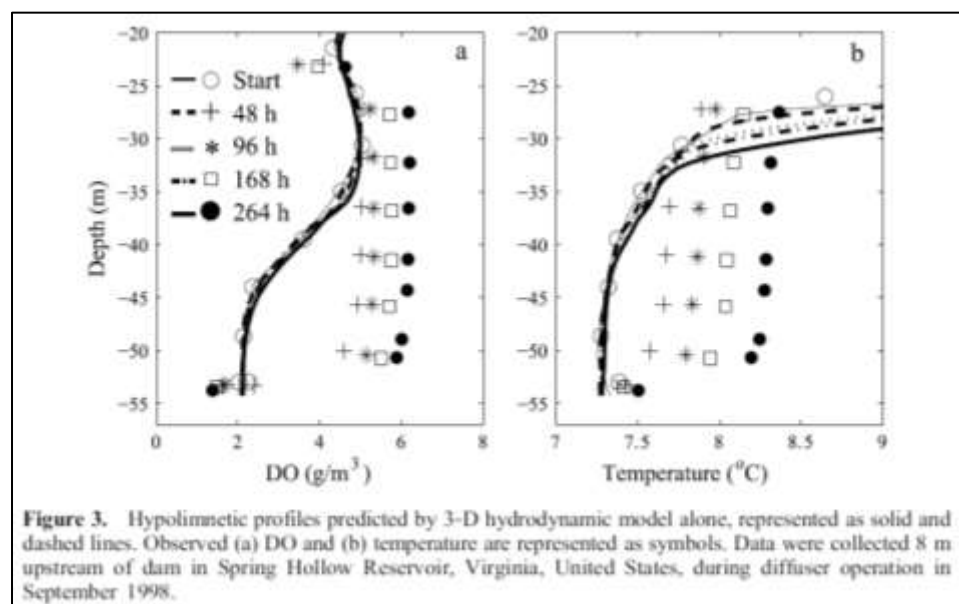 −20
−25
−30
−35
−40
−45
−50
−55
Depth (m)
a
Start
48 h
96 h
168 h
264 h
0
2
4
6
8
DO (g/m³)
−20
−25
−30
−35
−40
−45
−50
−55
b
7
7.5
8
8.5
9
Temperature (°C)
Figure 3. Hypolimnetic profiles predicted by 3-D hydrodynamic model alone, represented as solid and
dashed lines. Observed (a) DO and (b) temperature are represented as symbols. Data were collected 8 m
upstream of dam in Spring Hollow Reservoir, Virginia, United States, during diffuser operation in
September 1998.